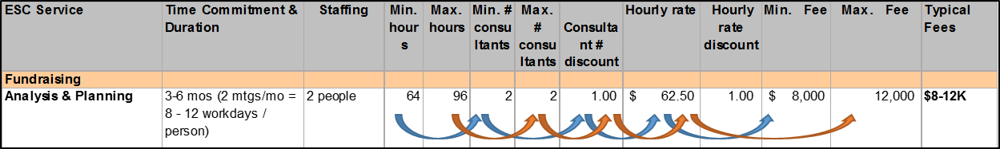 ESC Service Time Commitment & Duration Staffing Min. hours Max. hours Min. # consultants Max. # consultants Consultant # discount Hourly rate Hourly rate discount Min. Fee Max. Fee Typical Fees
Fundraising
Analysis & Planning 3-6 mos (2 mtgs/mo = 2 people 64 96 2 2 1.00 $ 62.50 1.00 $ 8,000 12,000 $8-12K
8 - 12 workdays /
person)